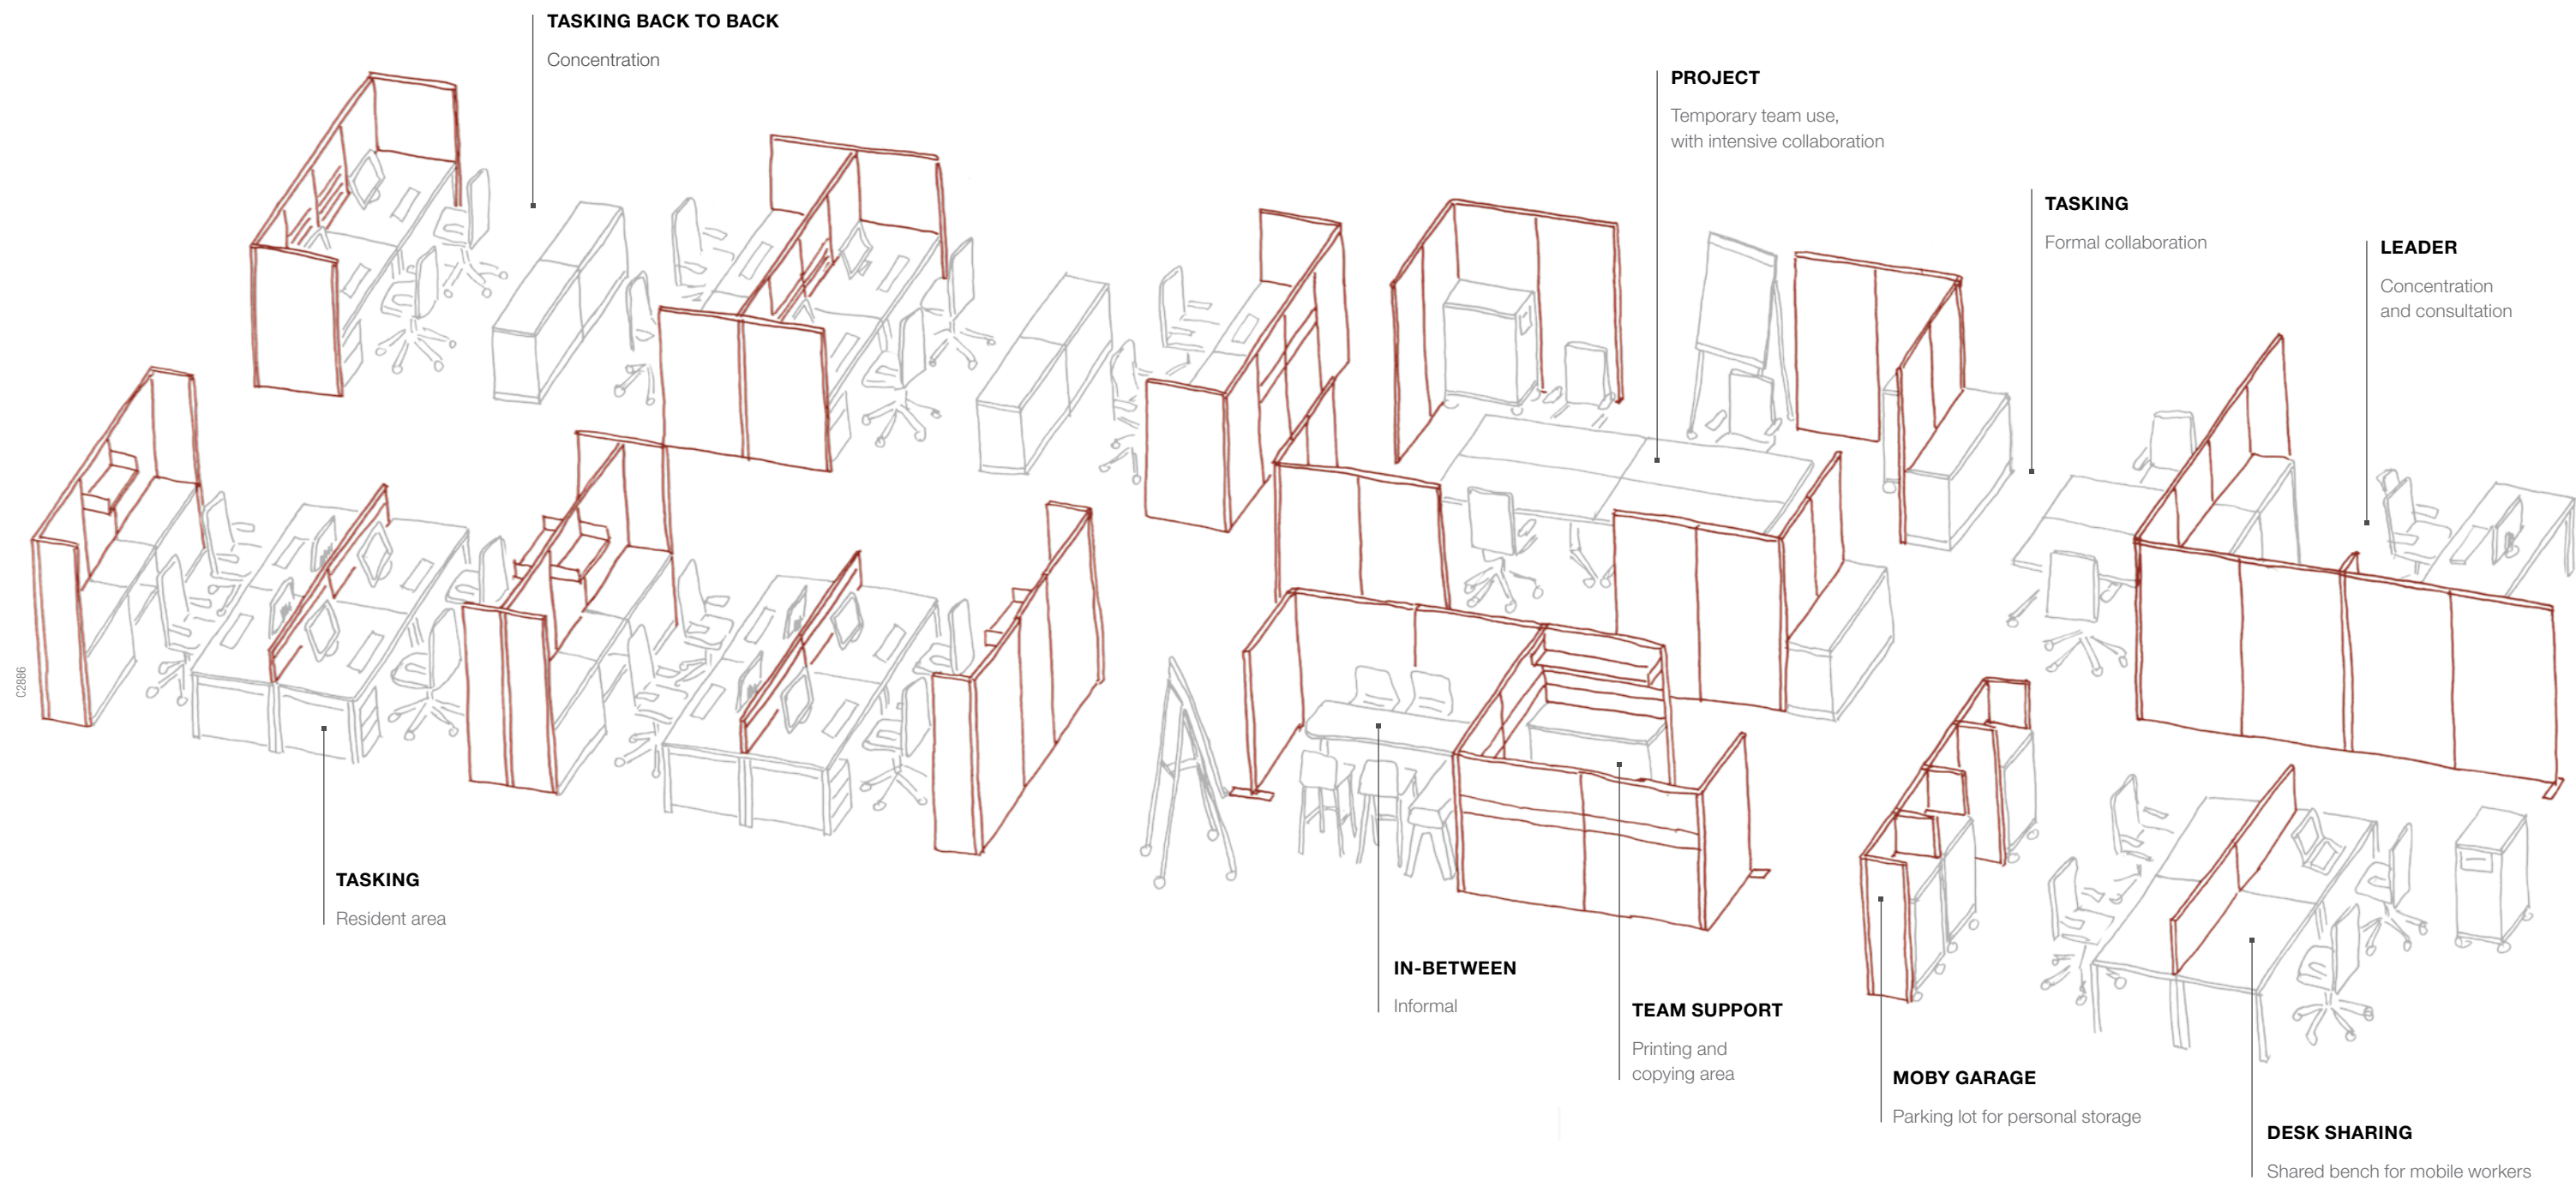 TASKING BACK TO BACK
Concentration
PROJECT
Temporary team use,
with intensive collaboration
TASKING
Formal collaboration
LEADER
Concentration
and consultation
C2886
TASKING
Resident area
IN-BETWEEN
Informal
TEAM SUPPORT
Printing and
copying area
MOBY GARAGE
Parking lot for personal storage
DESK SHARING
Shared bench for mobile workers